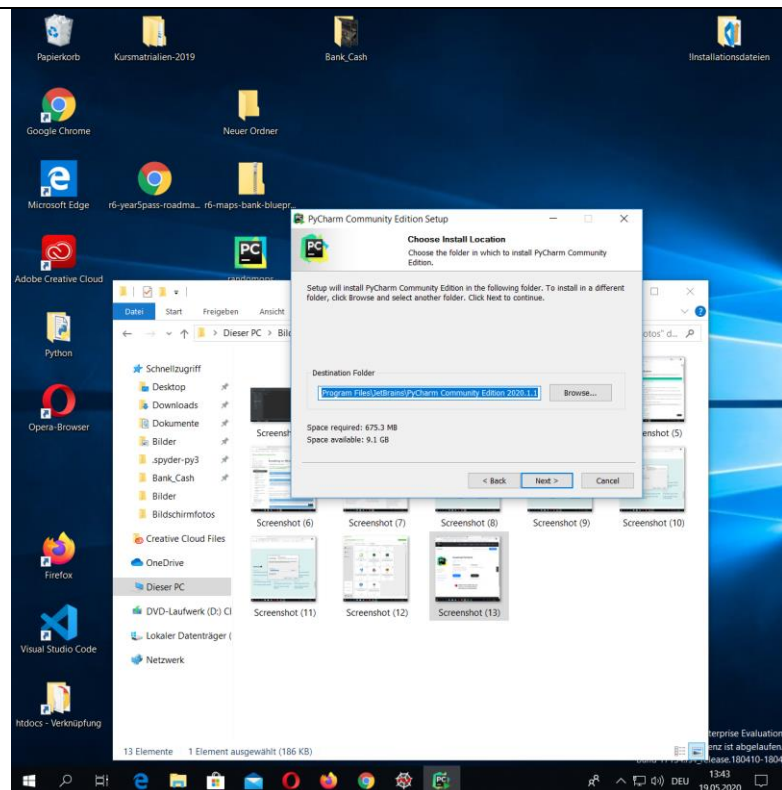 Papierkorb
Kursmatrialien-2019
Bank_Cash
!Installationsdateien
Google Chrome
Neuer Ordner
Microsoft Edge
r6-year5pass-roadma...
r6-maps-bank-bluepr...
Adobe Creative Cloud
Python
Opera-Browser
Firefox
Visual Studio Code
htdocs - Verknüpfung
PyCharm Community Edition Setup
PC
Choose Install Location
Choose the folder in which to install PyCharm Community
Edition.
Setup will install PyCharm Community Edition in the following folder. To install in a different
folder, click Browse and select another folder. Click Next to continue.
Destination Folder
Program Files\JetBrains\PyCharm Community Edition 2020.1.1
Browse...
Space required: 675.3 MB
Space available: 9.1 GB
< Back
Next >
Cancel
Datei
Start
Freigeben
Ansicht
> Dieser PC > Bil
Schnellzugriff
Desktop
Downloads
Dokumente
Bilder
.spyder-py3
Bank_Cash
Bilder
Bildschirmfotos
Creative Cloud Files
OneDrive
Dieser PC
DVD-Laufwerk (D:) C
Lokaler Datenträger (
Netzwerk
Screenshot (6)
Screenshot (7)
Screenshot (8)
Screenshot (9)
Screenshot (10)
Screenshot (11)
Screenshot (12)
Screenshot (13)
13 Elemente
1 Element ausgewählt (186 KB)
terprise Evaluation
enz ist abgelaufen.
DEU
13:43
19.05.2020